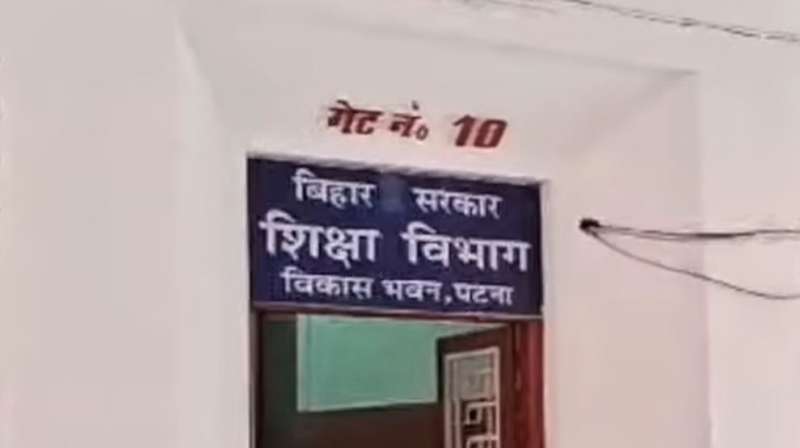 गेट नं० 10
बिहार सरकार
शिक्षा विभाग
विकास भवन, पटना